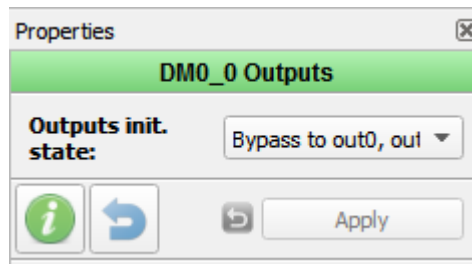 Properties
DM0_0 Outputs
Outputs init.
state:
Bypass to out0, out
Apply